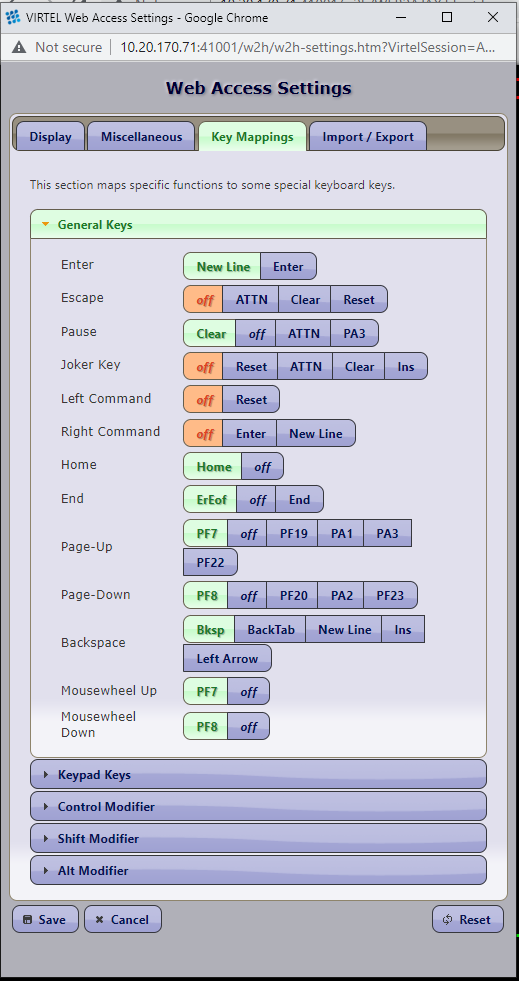 VIRTEL Web Access Settings - Google Chrome
Not secure | 10.20.170.71:41001/w2h/w2h-settings.htm?VirtelSession=A...
Web Access Settings
Display Miscellaneous Key Mappings Import / Export
This section maps specific functions to some special keyboard keys.
General Keys
Enter New Line Enter
Escape off ATTN Clear Reset
Pause Clear off ATTN PA3
Joker Key off Reset ATTN Clear Ins
Left Command off Reset
Right Command off Enter New Line
Home Home off
End ErEof off End
Page-Up PF7 off PF19 PA1 PA3
PF22
Page-Down PF8 off PF20 PA2 PF23
Backspace Bksp BackTab New Line Ins
Left Arrow
Mousewheel Up PF7 off
Mousewheel
Down PF8 off
Keypad Keys
Control Modifier
Shift Modifier
Alt Modifier
Save Cancel Reset